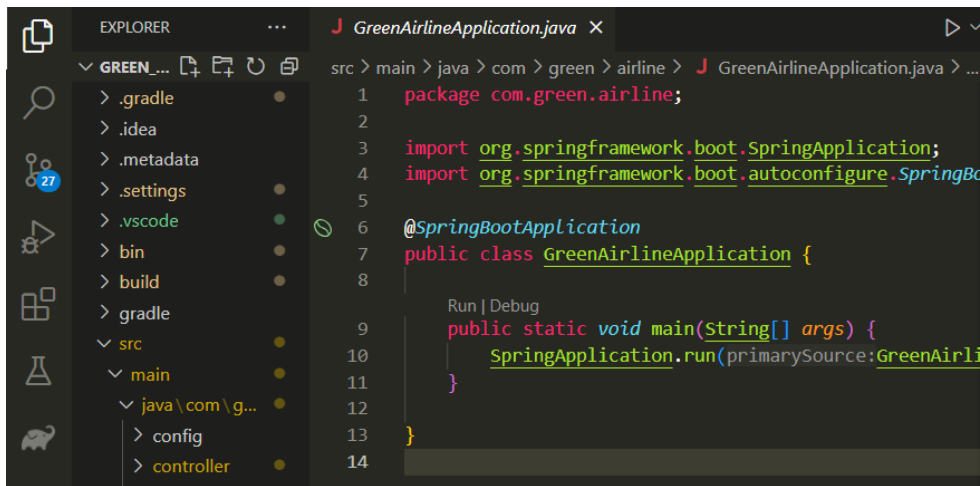 EXPLORER ...
GREEN_...
.gradle
.idea
.metadata
.settings
.vscode
bin
build
gradle
src
main
java\com\g...
config
controller
27
J GreenAirlineApplication.java ×
src > main > java > com > green > airline > J GreenAirlineApplication.java > ...
1 package com.green.airline;
2
3 import org.springframework.boot.SpringApplication;
4 import org.springframework.boot.autoconfigure.SpringBo
5
6 @SpringBootApplication
7 public class GreenAirlineApplication {
8
Run | Debug
9 public static void main(String[] args) {
10 SpringApplication.run(primarySource:GreenAirli
11 }
12
13 }
14